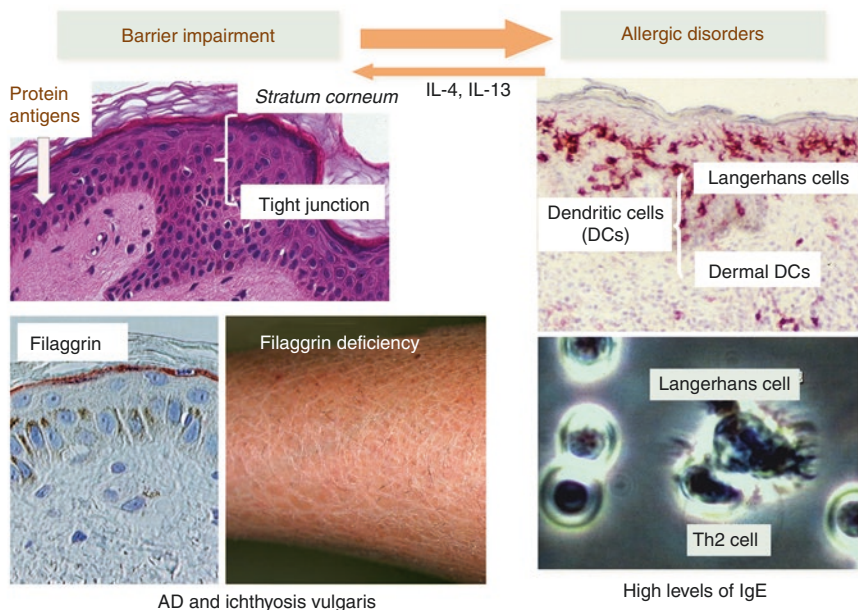 Barrier impairment
Allergic disorders
IL-4, IL-13
Protein
antigens
Stratum corneum
Tight junction
Langerhans cells
Dendritic cells
(DCs)
Dermal DCs
Filaggrin
Filaggrin deficiency
Langerhans cell
Th2 cell
AD and ichthyosis vulgaris
High levels of IgE